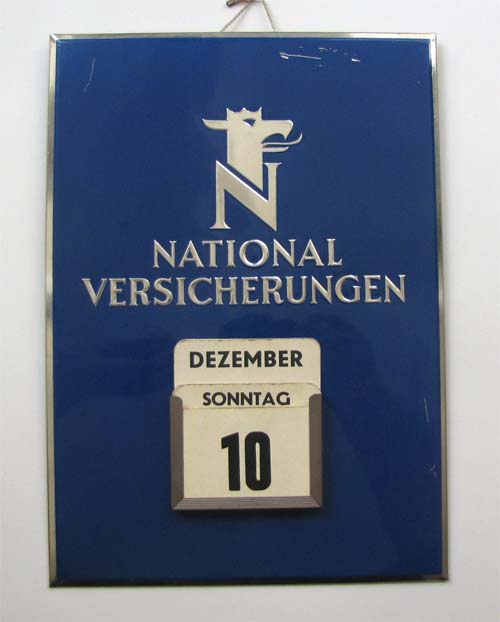 N
NATIONAL
VERSICHERUNGEN
DEZEMBER
SONNTAG
10